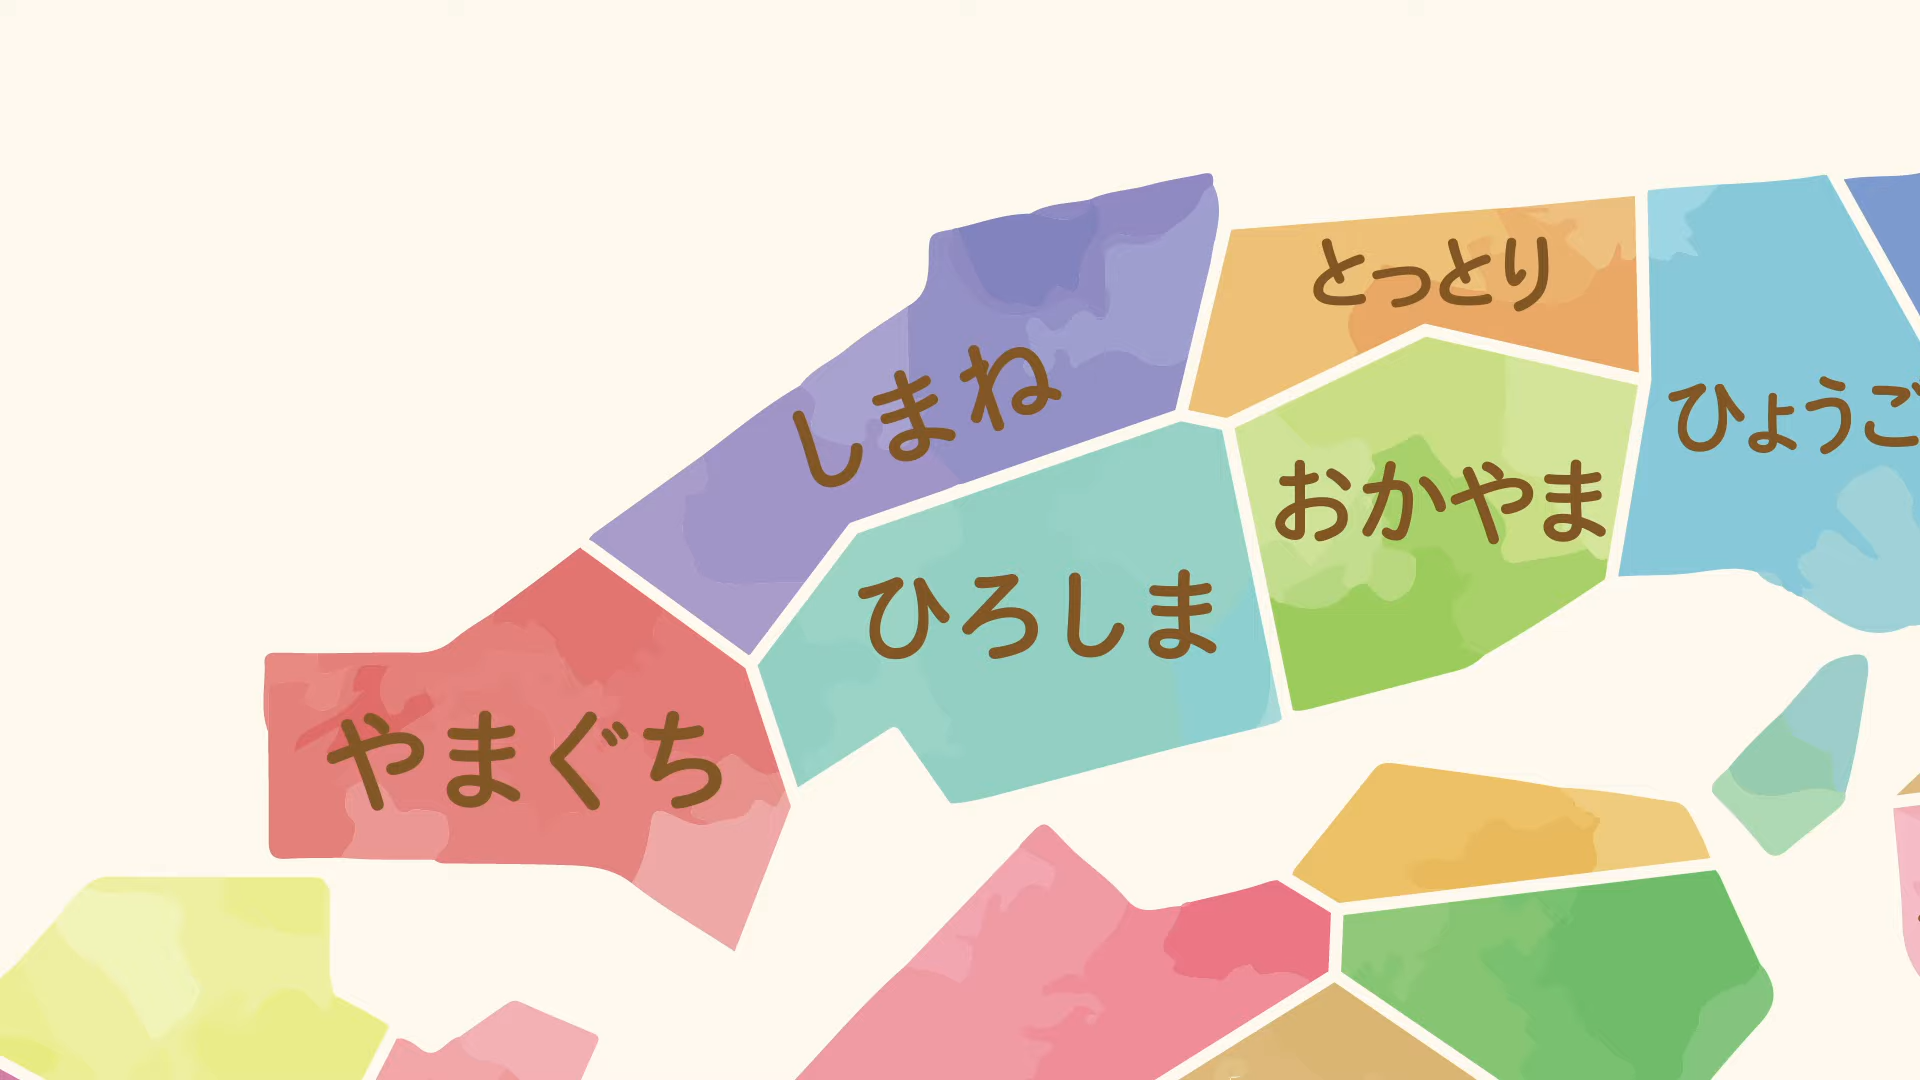 とっとり
しまね
ひょうご
おかやま
ひろしま
やまぐち